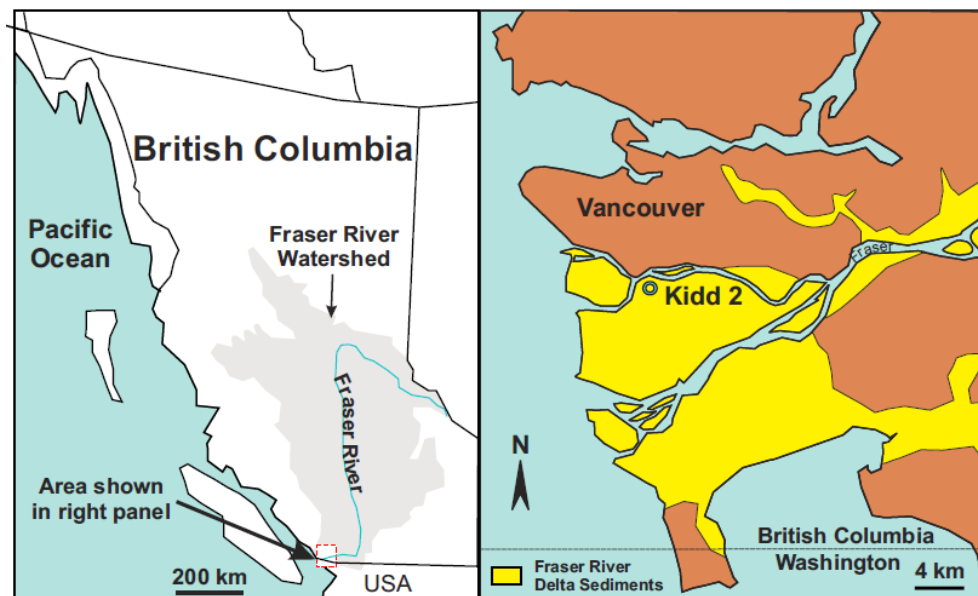 British Columbia
Pacific
Ocean
Fraser River
Watershed
Fraser River
Area shown
in right panel
200 km
USA
Vancouver
Fraser
Kidd 2
N
British Columbia
Washington
Fraser River
Delta Sediments
4 km